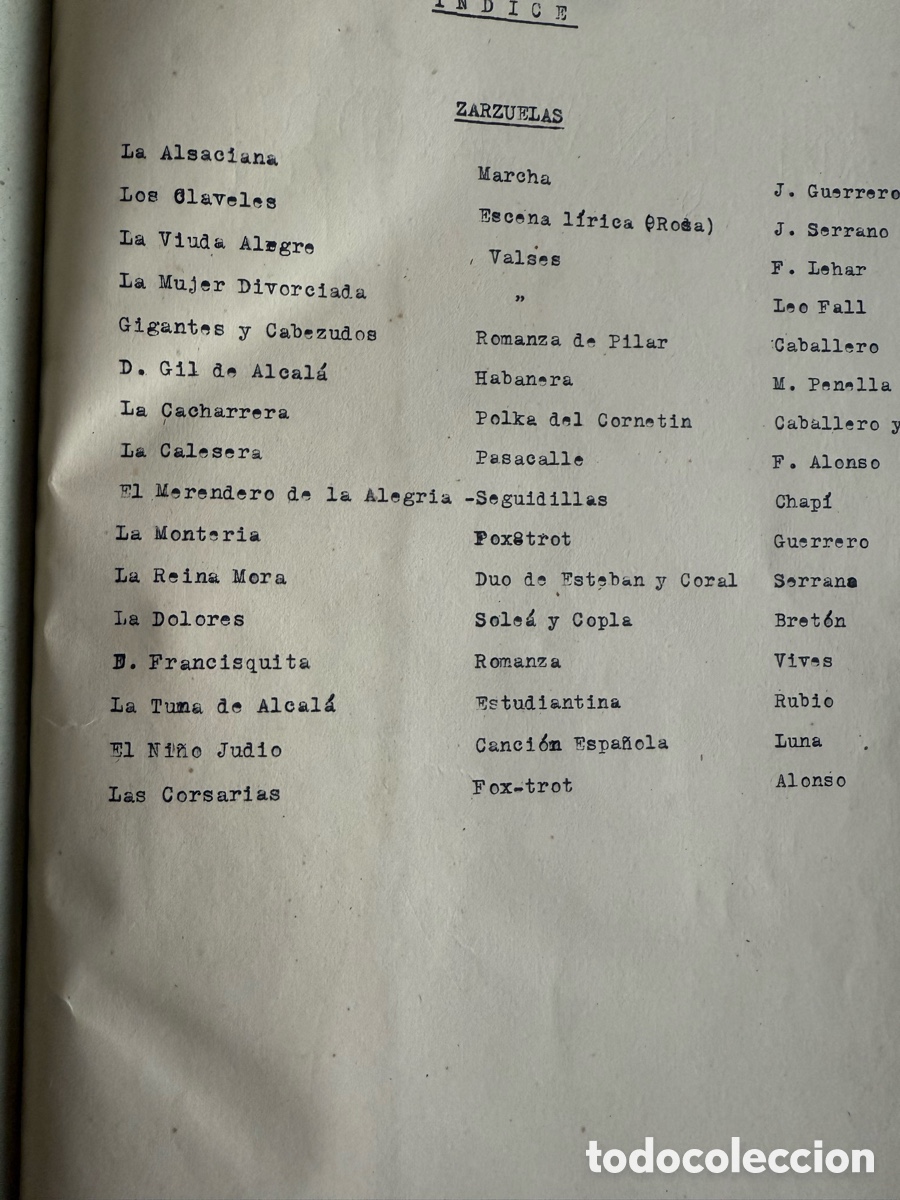 INDICE
ZARZUELAS
La Alsaciana Marcha J. Guerrero
Los Claveles Escena lírica (Rosa) J. Serrano
La Viuda Alegre Valses F. Lehar
La Mujer Divorciada " Leo Fall
Gigantes y Cabezudos Romanza de Pilar Caballero
D. Gil de Alcalá Habanera M. Penella
La Cacharrera Polka del Cornetin Caballero y
La Calesera Pasacalle F. Alonso
El Merendero de la Alegria -Seguidillas Chapí
La Monteria Fox-trot Guerrero
La Reina Mora Duo de Esteban y Coral Serrano
La Dolores Soleá y Copla Bretón
D. Francisquita Romanza Vives
La Tuna de Alcalá Estudiantina Rubio
El Niño Judio Canción Española Luna .
Las Corsarias Fox-trot Alonso
todocoleccion